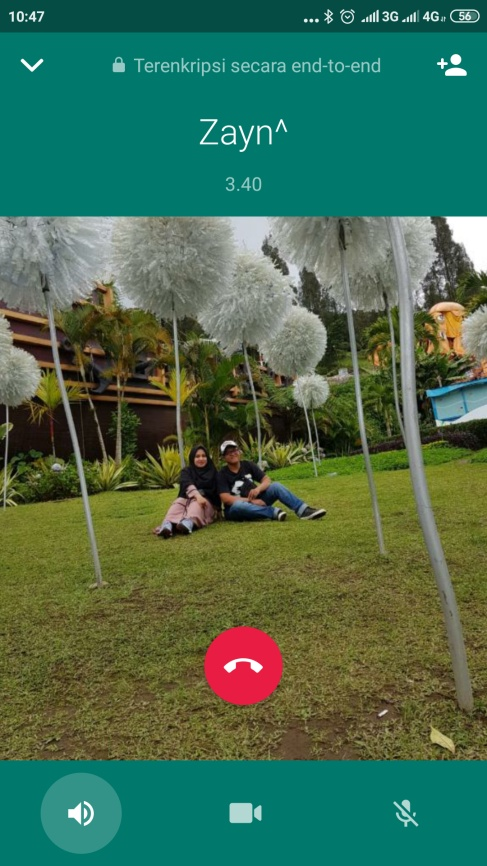 10:47
3G
4G
56
Terenkripsi secara end-to-end
Zayn^
3.40